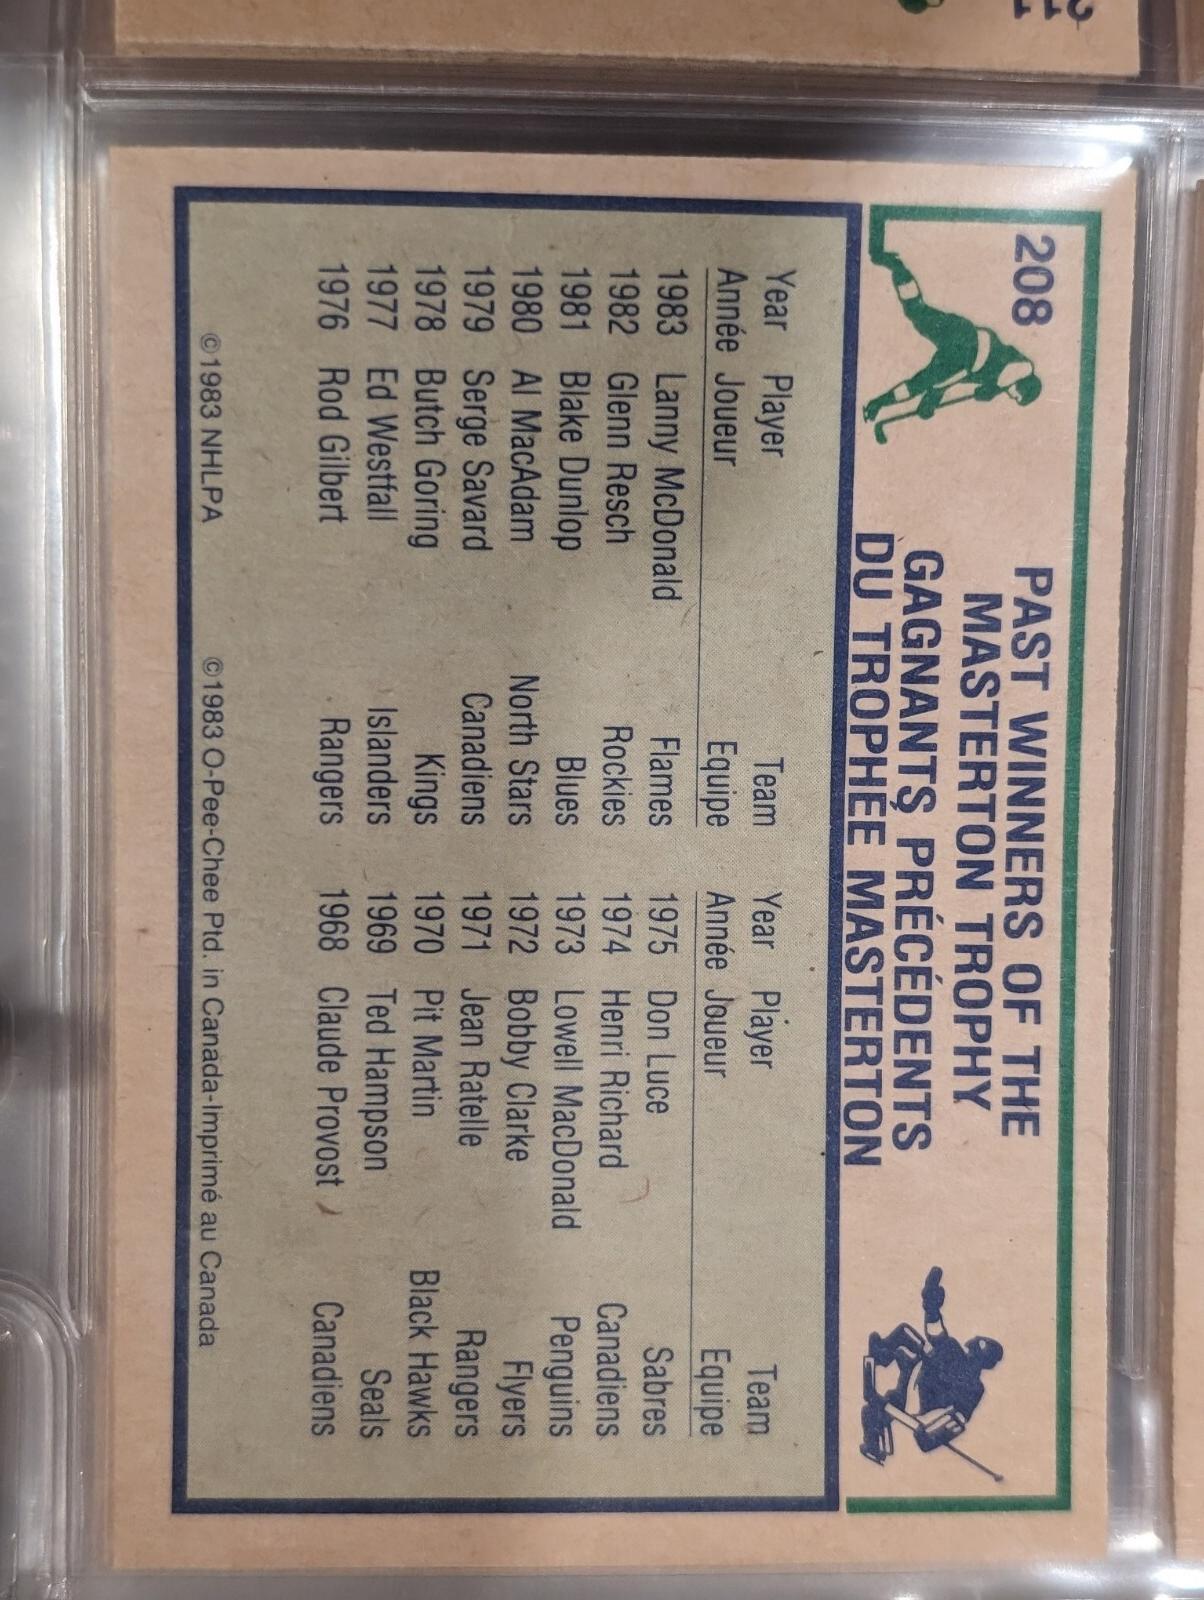 211
208
PAST WINNERS OF THE
MASTERTON TROPHY
GAGNANTS PRÉCÉDENTS
DU TROPHEE MASTERTON
Year Player Team Year Player Team
Année Joueur Equipe Année Joueur Equipe
1983 Lanny McDonald Flames 1975 Don Luce Sabres
1982 Glenn Resch Rockies 1974 Henri Richard Canadiens
1981 Blake Dunlop Blues 1973 Lowell MacDonald Penguins
1980 Al MacAdam North Stars 1972 Bobby Clarke Flyers
1979 Serge Savard Canadiens 1971 Jean Ratelle Rangers
1978 Butch Goring Kings 1970 Pit Martin Black Hawks
1977 Ed Westfall Islanders 1969 Ted Hampson Seals
1976 Rod Gilbert Rangers 1968 Claude Provost Canadiens
©1983 NHLPA ©1983 O-Pee-Chee Ptd. in Canada-Imprimé au Canada